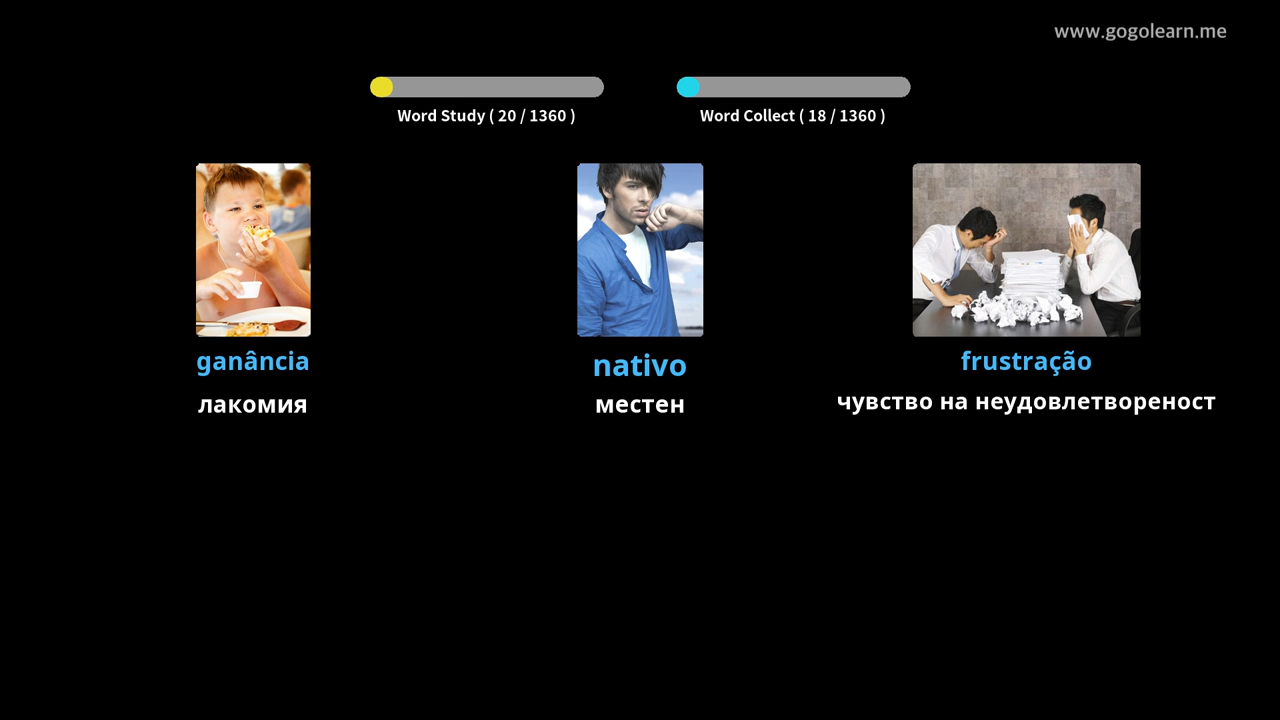 www.gogolearn.me
Word Study ( 20 / 1360 )
Word Collect ( 18 / 1360 )
ganância
nativo
frustração
лакомия
местен
чувство на неудовлетвореност